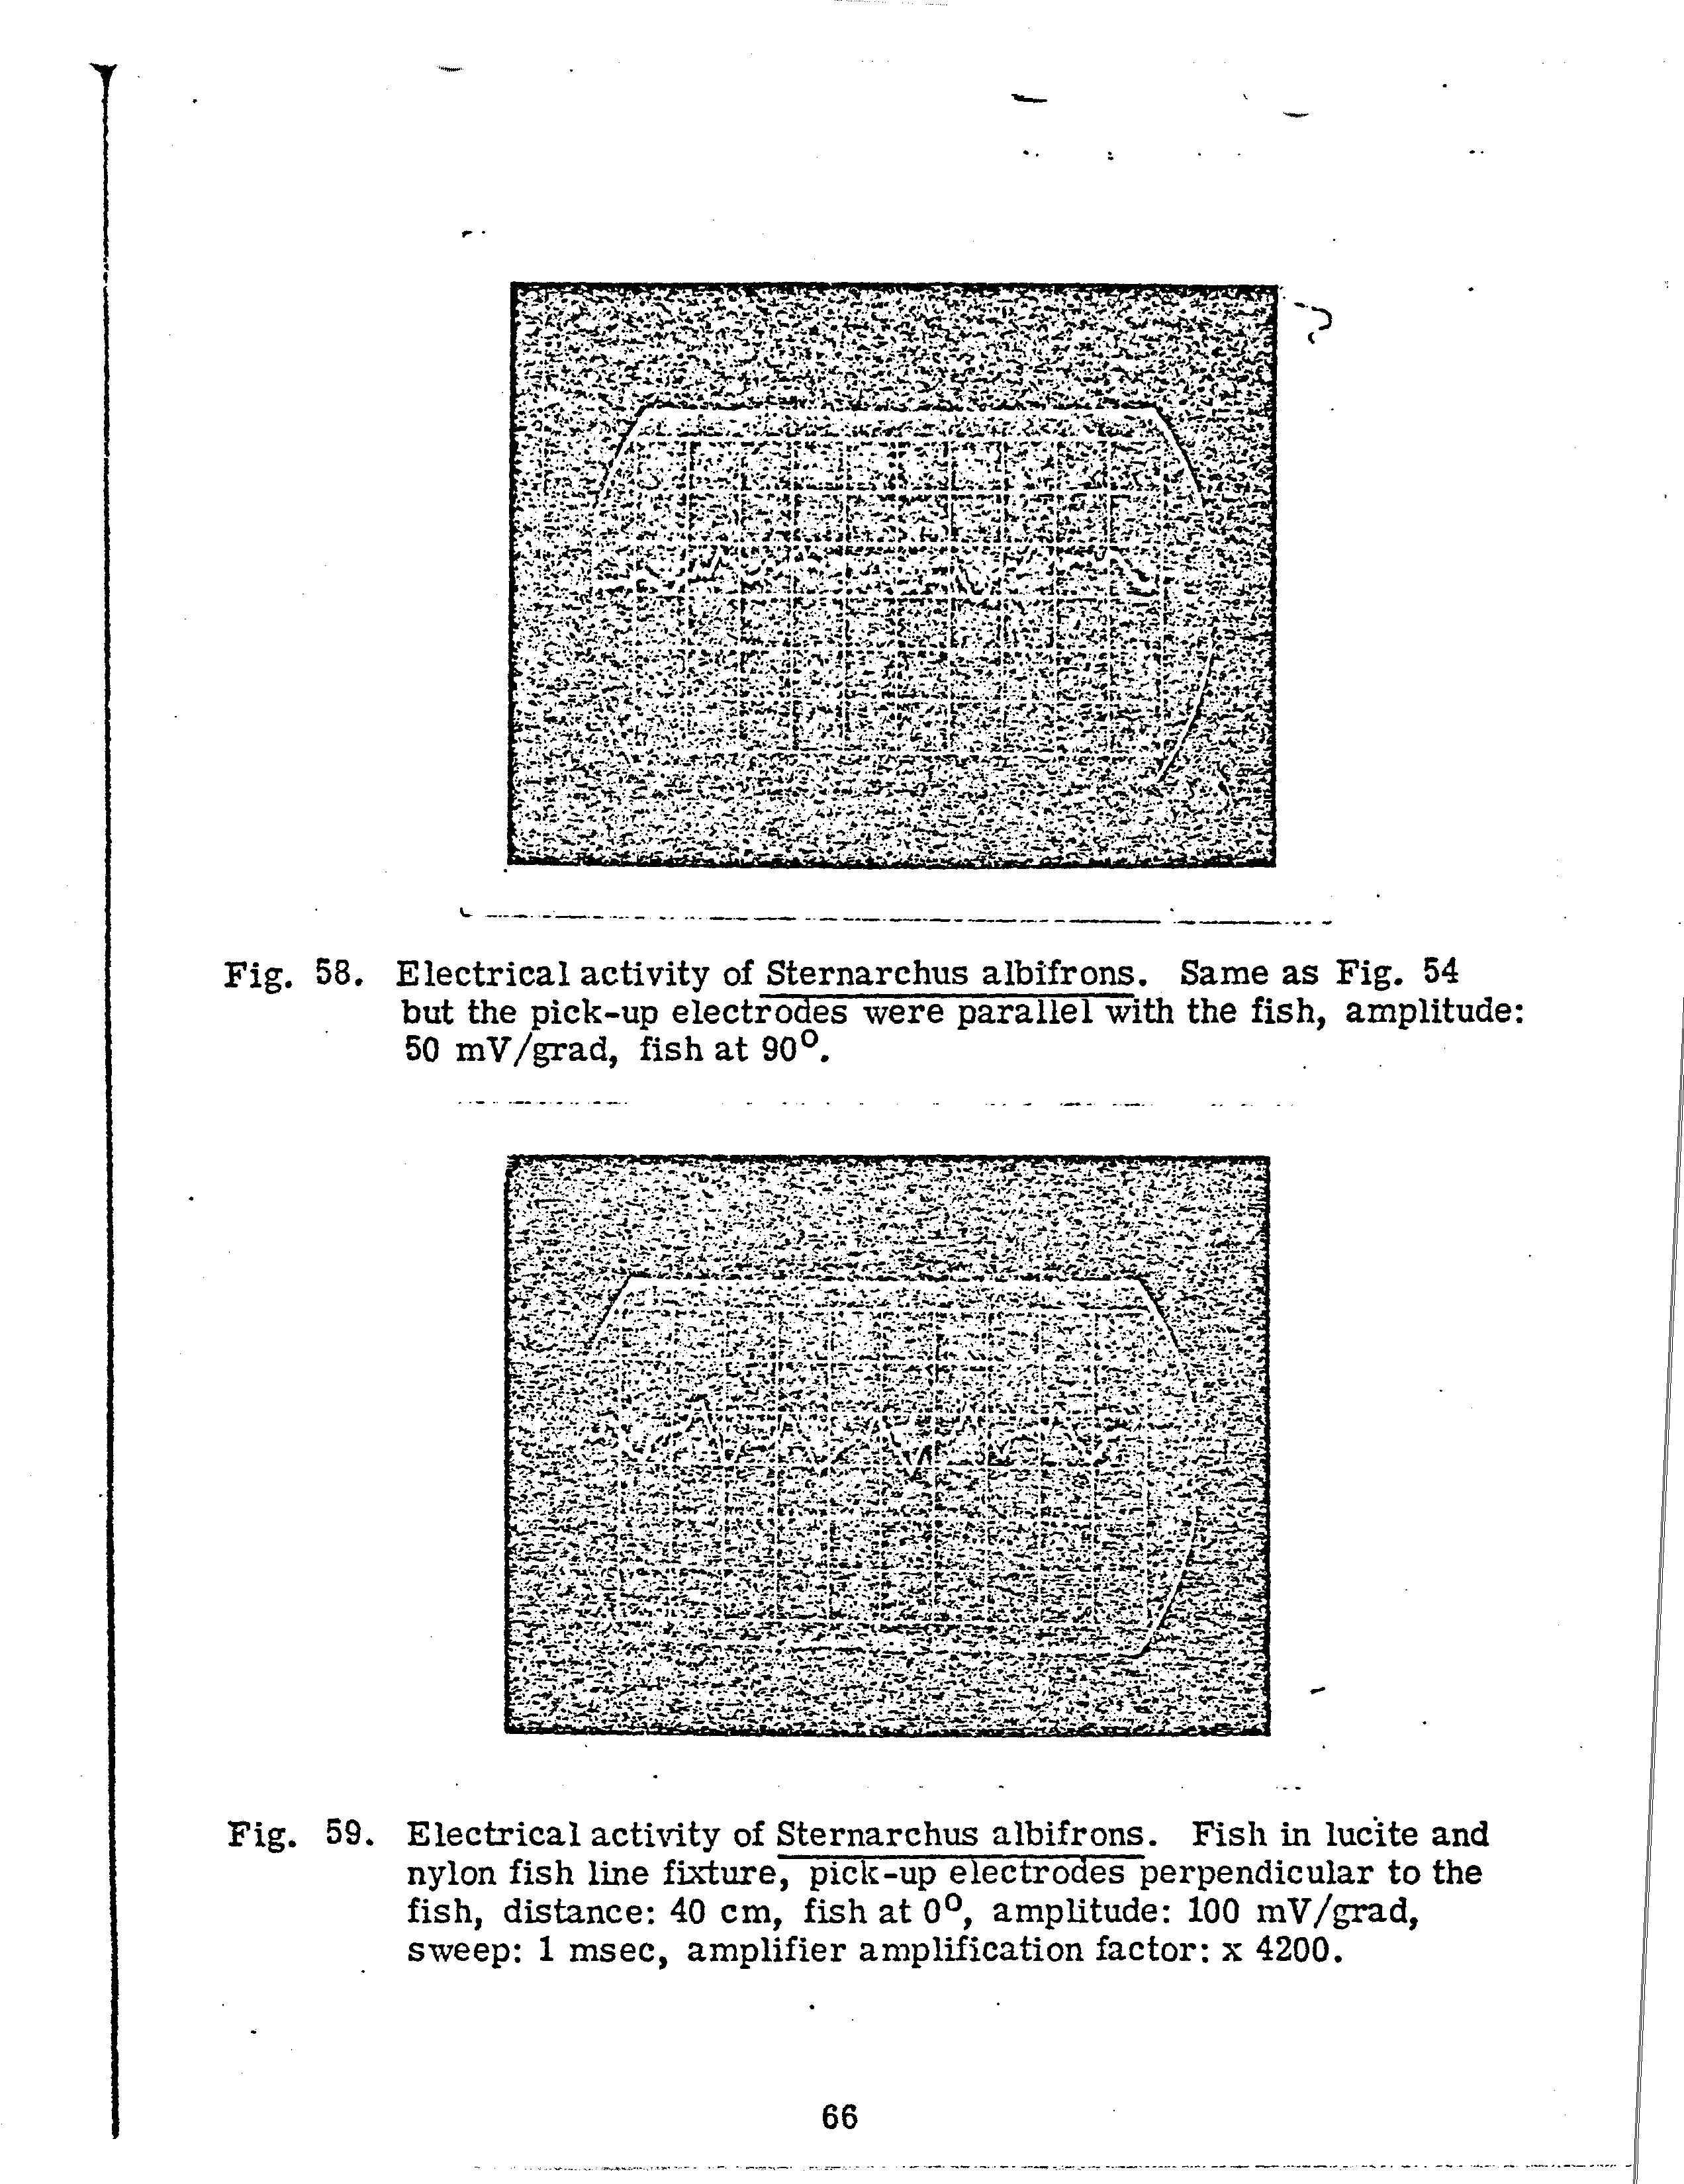 Fig. 58. Electrical activity of Sternarchus albifrons. Same as Fig. 54
but the pick-up electrodes were parallel with the fish, amplitude:
50 mV/grad, fish at 90°.
Fig. 59. Electrical activity of Sternarchus albifrons. Fish in lucite and
nylon fish line fixture, pick-up electrodes perpendicular to the
fish, distance: 40 cm, fish at 0°, amplitude: 100 mV/grad,
sweep: 1 msec, amplifier amplification factor: x 4200.
66